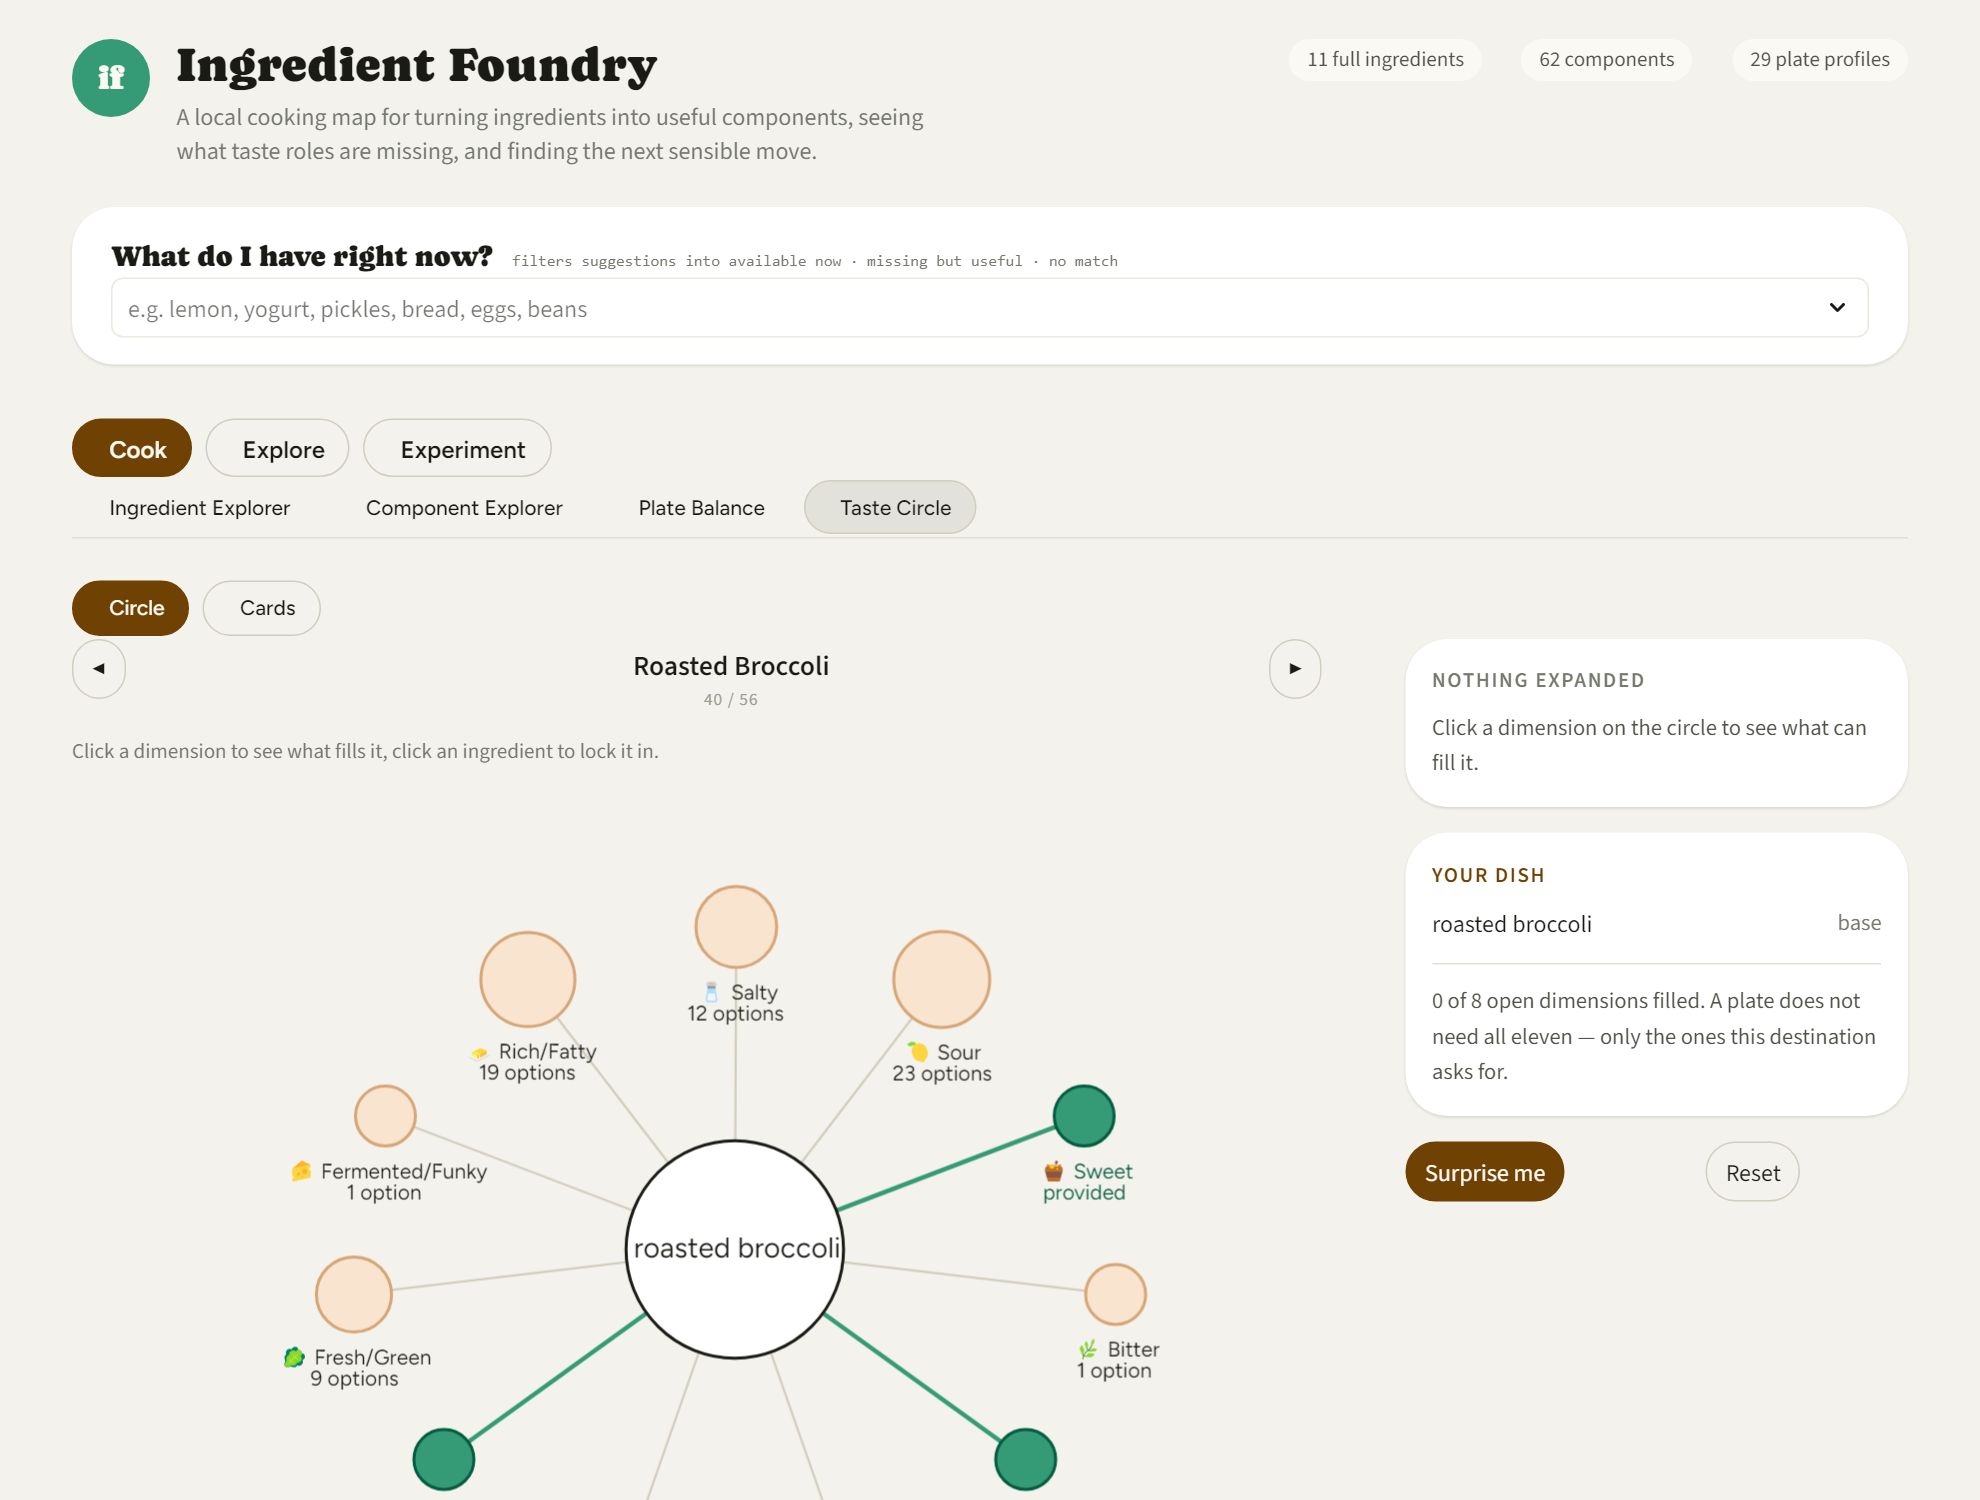 if
Ingredient Foundry
A local cooking map for turning ingredients into useful components, seeing
what taste roles are missing, and finding the next sensible move.
11 full ingredients
62 components
29 plate profiles
What do I have right now?
filters suggestions into available now · missing but useful · no match
e.g. lemon, yogurt, pickles, bread, eggs, beans
Cook
Explore
Experiment
Ingredient Explorer
Component Explorer
Plate Balance
Taste Circle
Circle
Cards
◄
Roasted Broccoli
40 / 56
►
Click a dimension to see what fills it, click an ingredient to lock it in.
Salty
12 options
Rich/Fatty
19 options
Sour
23 options
Fermented/Funky
1 option
Sweet
provided
roasted broccoli
Fresh/Green
9 options
Bitter
1 option
NOTHING EXPANDED
Click a dimension on the circle to see what can
fill it.
YOUR DISH
roasted broccoli
base
0 of 8 open dimensions filled. A plate does not
need all eleven — only the ones this destination
asks for.
Surprise me
Reset